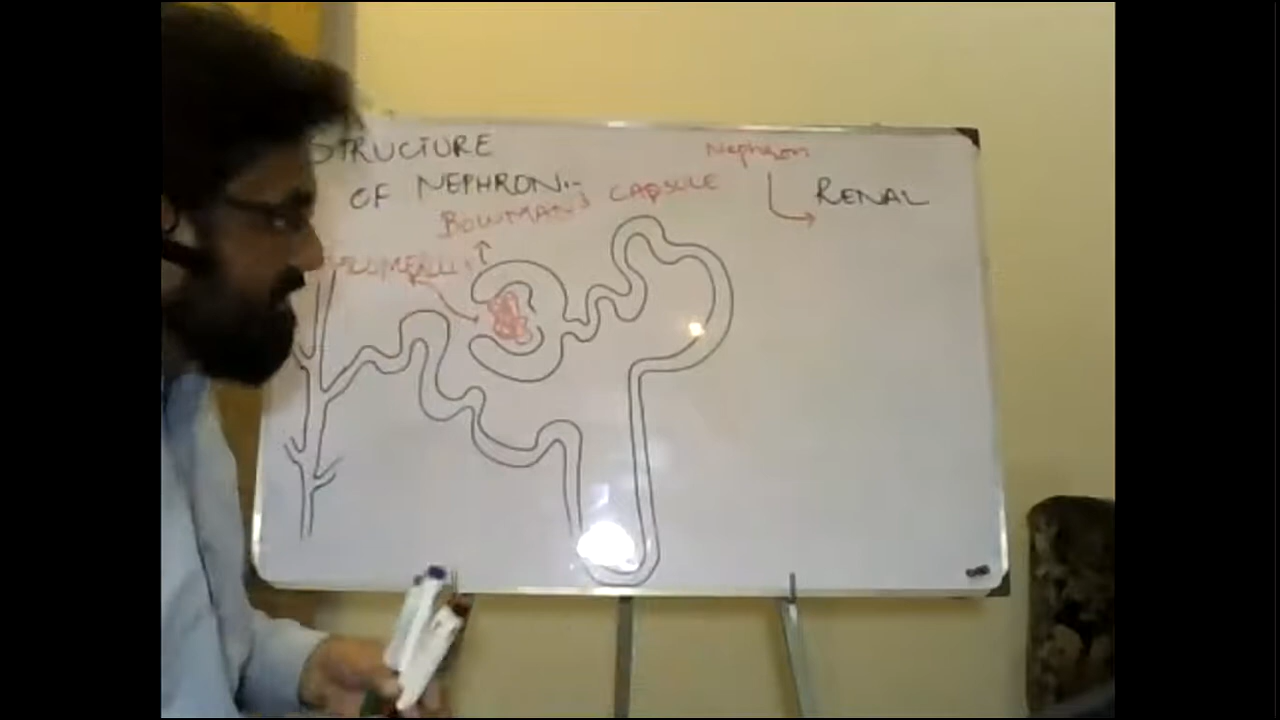 STRUCTURE
OF NEPHRON:-
BOWMAN'S CAPSULE
Nephron
RENAL